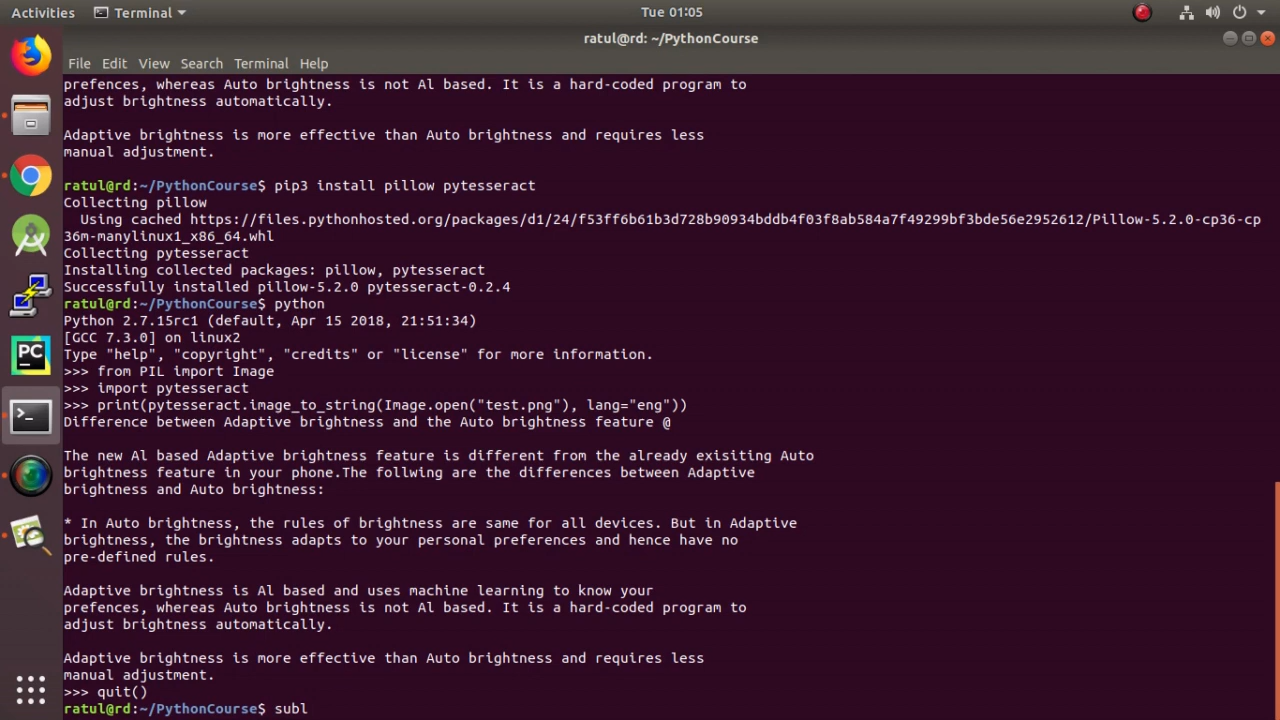 Activities Terminal Tue 01:05
ratul@rd: ~/PythonCourse
File Edit View Search Terminal Help
prefences, whereas Auto brightness is not Al based. It is a hard-coded program to
adjust brightness automatically.
Adaptive brightness is more effective than Auto brightness and requires less
manual adjustment.
ratul@rd:~/PythonCourse$ pip3 install pillow pytesseract
Collecting pillow
Using cached https://files.pythonhosted.org/packages/d1/24/f53ff6b61b3d728b90934bddb4f03f8ab584a7f49299bf3bde56e2952612/Pillow-5.2.0-cp36-cp
36m-manylinux1_x86_64.whl
Collecting pytesseract
Installing collected packages: pillow, pytesseract
Successfully installed pillow-5.2.0 pytesseract-0.2.4
ratul@rd:~/PythonCourse$ python
Python 2.7.15rc1 (default, Apr 15 2018, 21:51:34)
[GCC 7.3.0] on linux2
Type "help", "copyright", "credits" or "license" for more information.
>>> from PIL import Image
>>> import pytesseract
>>> print(pytesseract.image_to_string(Image.open("test.png"), lang="eng"))
Difference between Adaptive brightness and the Auto brightness feature @
The new Al based Adaptive brightness feature is different from the already exisiting Auto
brightness feature in your phone.The follwing are the differences between Adaptive
brightness and Auto brightness:
* In Auto brightness, the rules of brightness are same for all devices. But in Adaptive
brightness, the brightness adapts to your personal preferences and hence have no
pre-defined rules.
Adaptive brightness is Al based and uses machine learning to know your
prefences, whereas Auto brightness is not Al based. It is a hard-coded program to
adjust brightness automatically.
Adaptive brightness is more effective than Auto brightness and requires less
manual adjustment.
>>> quit()
ratul@rd:~/PythonCourse$ subl
PC